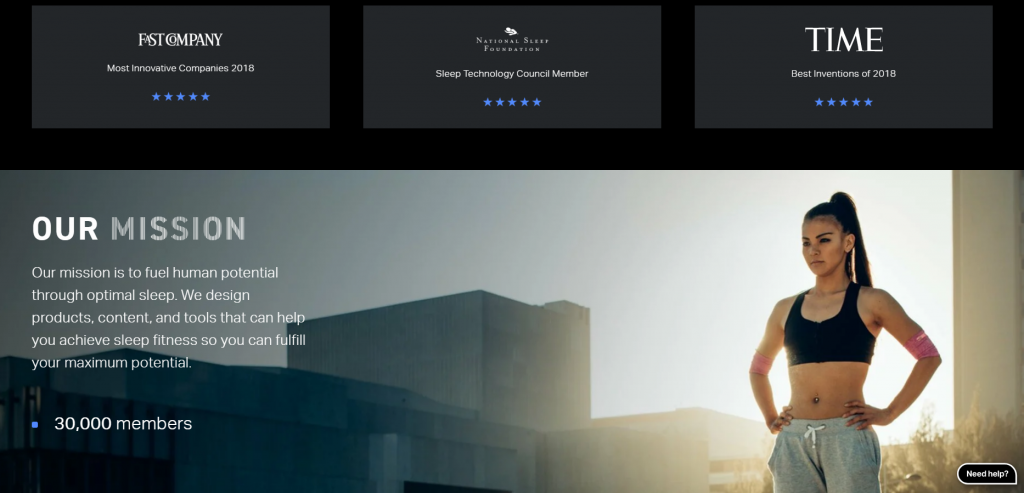 FAST COMPANY
Most Innovative Companies 2018
NATIONAL SLEEP
FOUNDATION
Sleep Technology Council Member
TIME
Best Inventions of 2018
OUR MISSION
Our mission is to fuel human potential
through optimal sleep. We design
products, content, and tools that can help
you achieve sleep fitness so you can fulfill
your maximum potential.
30,000 members
Need help?